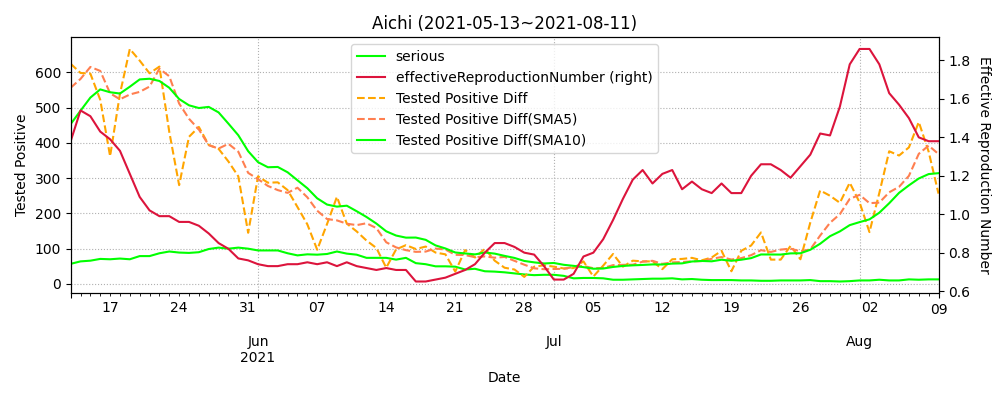 Aichi (2021-05-13~2021-08-11)
serious
effectiveReproductionNumber (right)
Tested Positive Diff
Tested Positive Diff(SMA5)
Tested Positive Diff(SMA10)
Tested Positive
600
500
400
300
200
100
0
1.8
1.6
1.4
1.2
1.0
0.8
0.6
Effective Reproduction Number
17 24 31 07 14 21 28 05 12 19 26 02 09
Jun Jul Aug
2021
Date